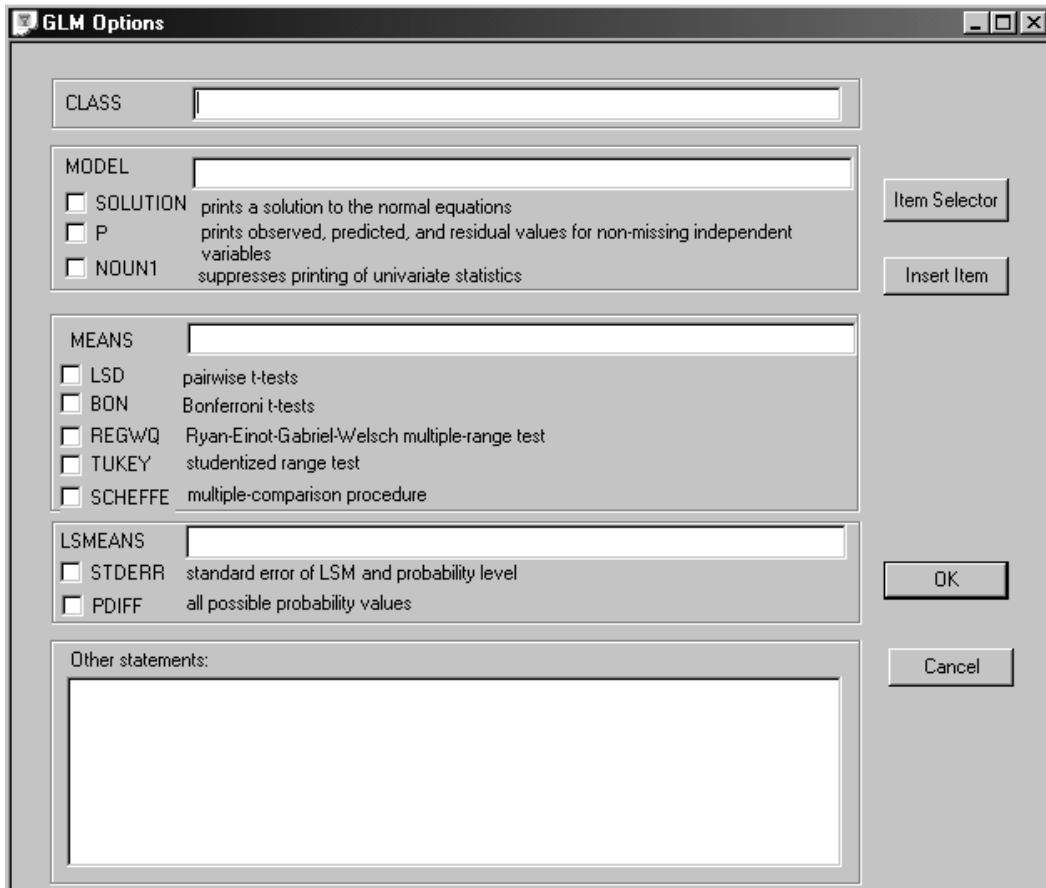 GLM Options
CLASS
MODEL
SOLUTION prints a solution to the normal equations
P prints observed, predicted, and residual values for non-missing independent
variables
NOUN1 suppresses printing of univariate statistics
Item Selector
Insert Item
MEANS
LSD pairwise t-tests
BON Bonferroni t-tests
REGWQ Ryan-Einot-Gabriel-Welsch multiple-range test
TUKEY studentized range test
SCHEFFE multiple-comparison procedure
LSMEANS
STDERR standard error of LSM and probability level
PDIFF all possible probability values
OK
Cancel
Other statements: